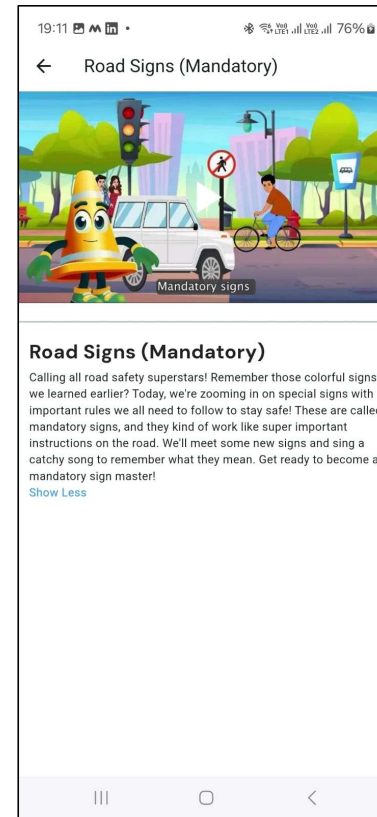 19:11
Vo))
LTE1
Vo))
LTE2
76%
Road Signs (Mandatory)
Mandatory signs
Road Signs (Mandatory)
Calling all road safety superstars! Remember those colorful signs
we learned earlier? Today, we're zooming in on special signs with
important rules we all need to follow to stay safe! These are called
mandatory signs, and they kind of work like super important
instructions on the road. We'll meet some new signs and sing a
catchy song to remember what they mean. Get ready to become a
mandatory sign master!
Show Less